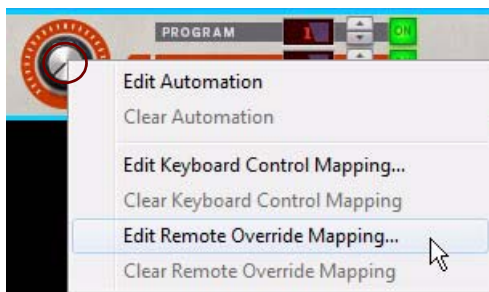 PROGRAM 1 ON
Edit Automation
Clear Automation
Edit Keyboard Control Mapping...
Clear Keyboard Control Mapping
Edit Remote Override Mapping...
Clear Remote Override Mapping